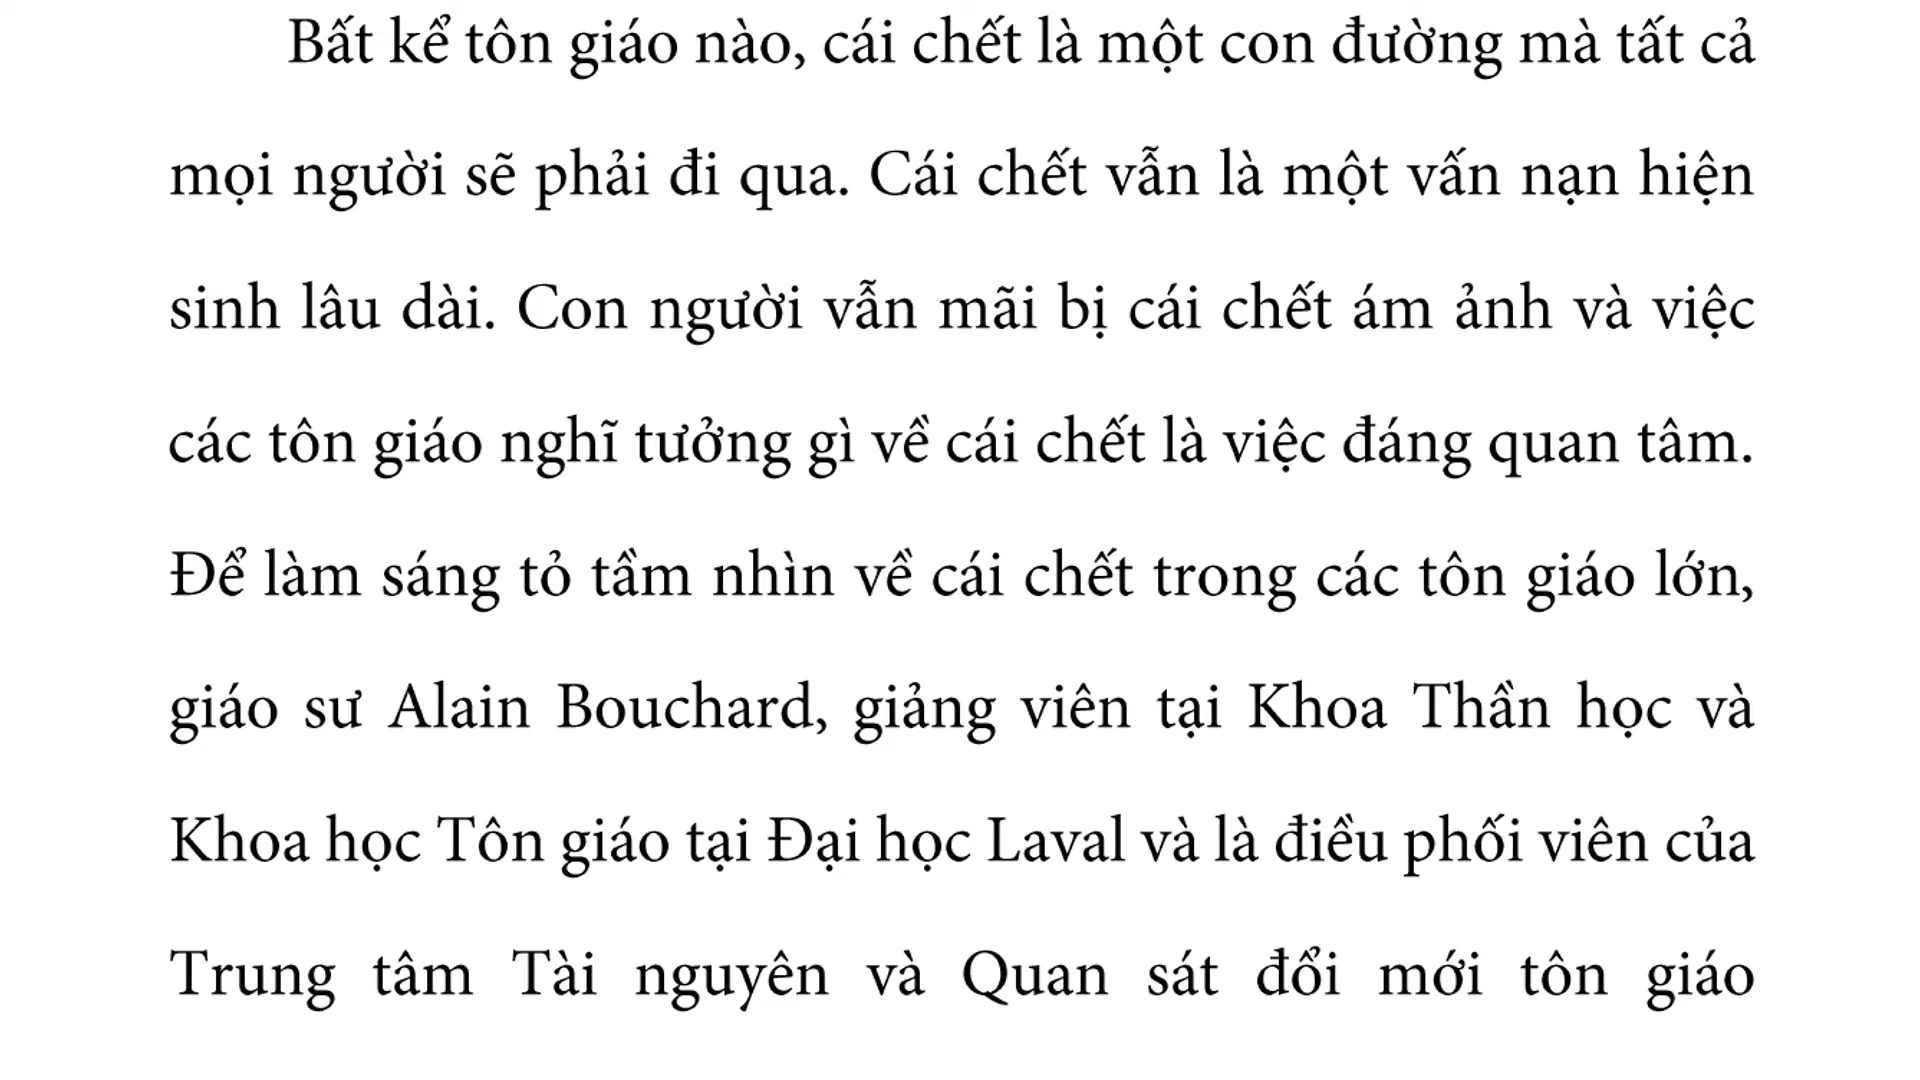 Bất kể tôn giáo nào, cái chết là một con đường mà tất cả
mọi người sẽ phải đi qua. Cái chết vẫn là một vấn nạn hiện
sinh lâu dài. Con người vẫn mãi bị cái chết ám ảnh và việc
các tôn giáo nghĩ tưởng gì về cái chết là việc đáng quan tâm.
Để làm sáng tỏ tầm nhìn về cái chết trong các tôn giáo lớn,
giáo sư Alain Bouchard, giảng viên tại Khoa Thần học và
Khoa học Tôn giáo tại Đại học Laval và là điều phối viên của
Trung tâm Tài nguyên và Quan sát đổi mới tôn giáo